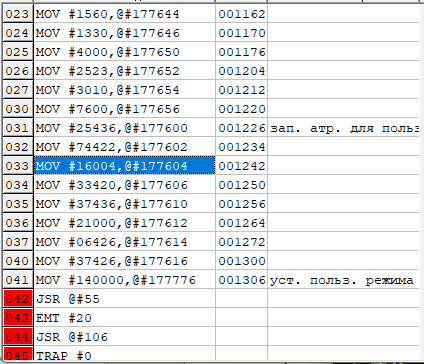 023 MOV #1560,@#177644 001162
024 MOV #1330,@#177646 001170
025 MOV #4000,@#177650 001176
026 MOV #2523,@#177652 001204
027 MOV #3010,@#177654 001212
030 MOV #7600,@#177656 001220
031 MOV #25436,@#177600 001226 зап. атр. для польз
032 MOV #74422,@#177602 001234
033 MOV #16004,@#177604 001242
034 MOV #33420,@#177606 001250
035 MOV #37436,@#177610 001256
036 MOV #21000,@#177612 001264
037 MOV #06426,@#177614 001272
040 MOV #37426,@#177616 001300
041 MOV #140000,@#177776 001306 уст. польз. режима
042 JSR @#55
043 EMT #20
044 JSR @#106
045 TRAP #0